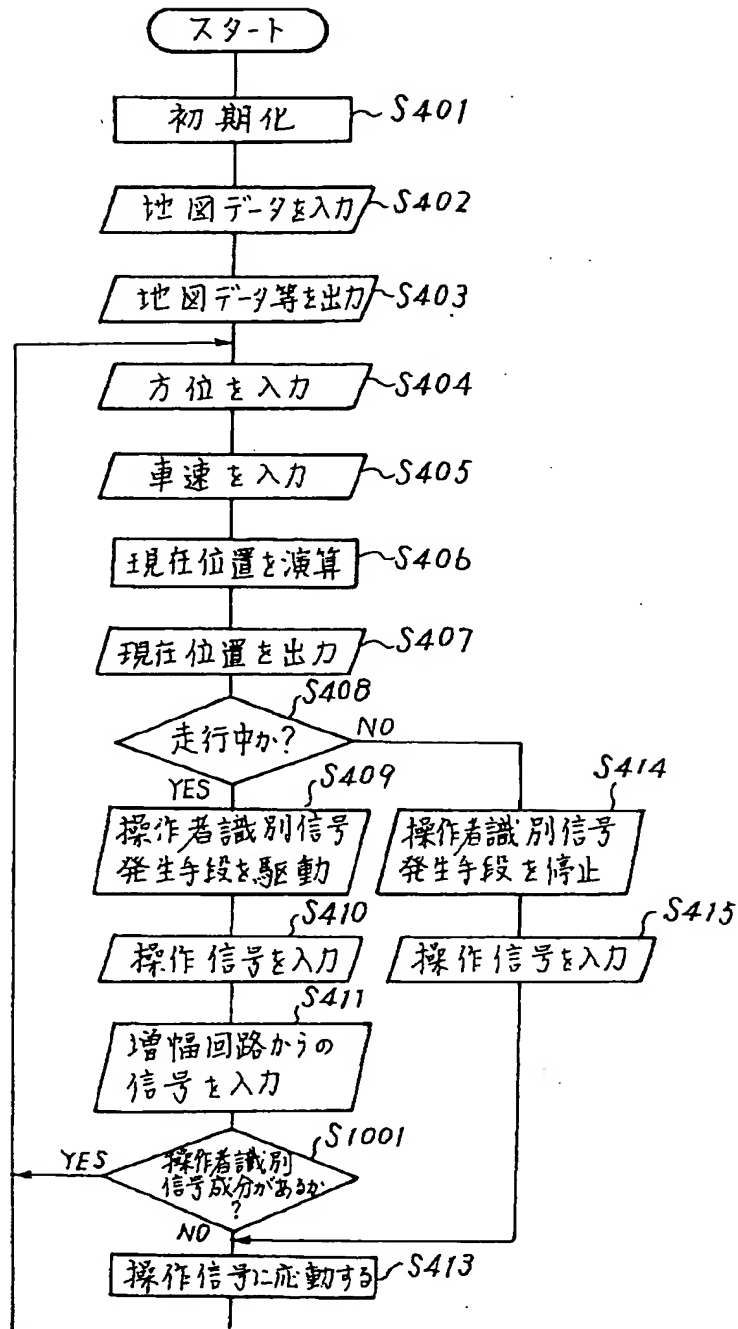 スタート
初期化
S401
地図データを入力
S402
地図データ等を出力
S403
方位を入力
S404
車速を入力
S405
現在位置を演算
S406
現在位置を出力
S407
S408
走行中か?
NO
YES
S409
操作者識別信号
発生手段を駆動
S414
操作者識別信号
発生手段を停止
S410
操作信号を入力
S415
操作信号を入力
S411
増幅回路からの
信号を入力
S1001
YES
操作者識別
信号成分があるか
?
NO
操作信号に応動する
S413